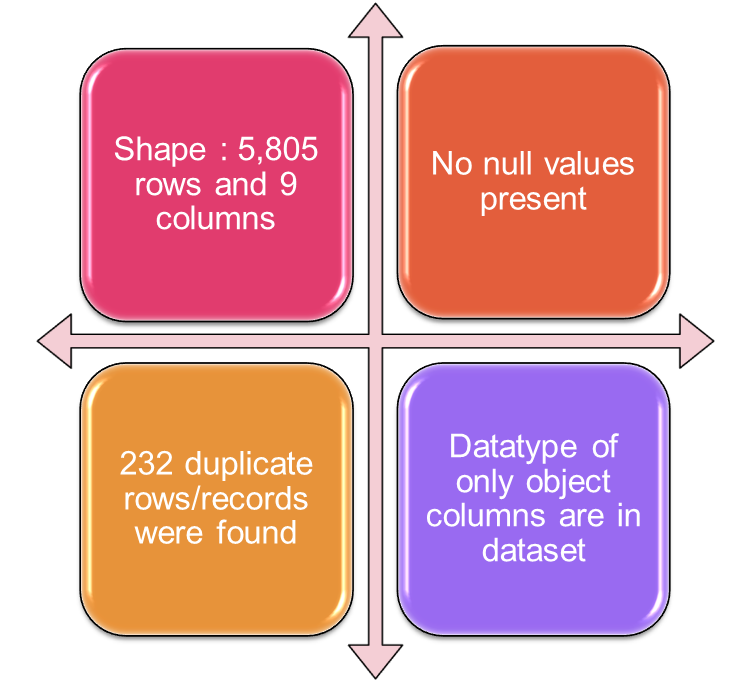 Shape : 5,805
rows and 9
columns
No null values
present
232 duplicate
rows/records
were found
Datatype of
only object
columns are in
dataset